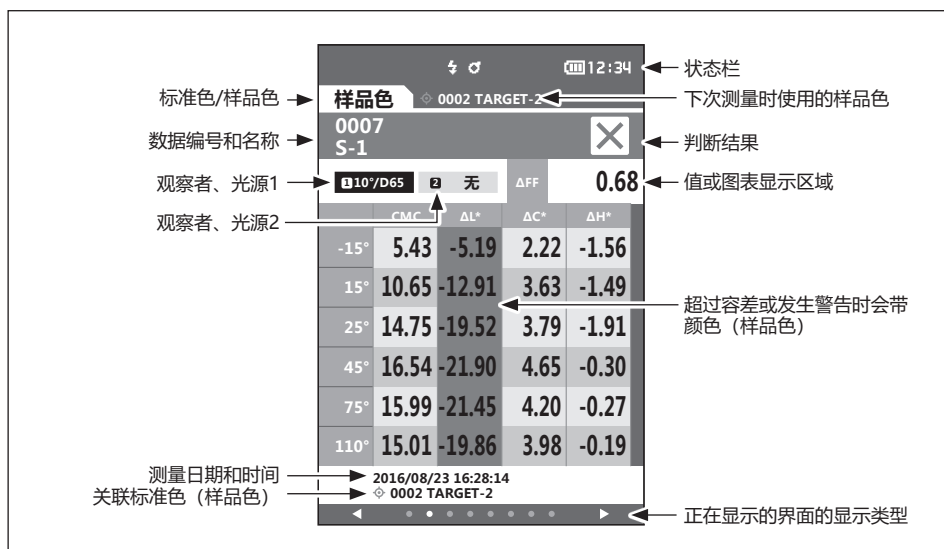 12:34
状态栏
标准色/样品色
样品色
0002 TARGET-2
下次测量时使用的样品色
数据编号和名称
0007
S-1
判断结果
观察者、光源1
1 10°/D65
2 无
ΔFF
0.68
值或图表显示区域
观察者、光源2
CMC ΔL* ΔC* ΔH*
-15° 5.43 -5.19 2.22 -1.56
15° 10.65 -12.91 3.63 -1.49
25° 14.75 -19.52 3.79 -1.91
45° 16.54 -21.90 4.65 -0.30
75° 15.99 -21.45 4.20 -0.27
110° 15.01 -19.86 3.98 -0.19
超过容差或发生警告时会带
颜色（样品色）
测量日期和时间
2016/08/23 16:28:14
关联标准色（样品色）
0002 TARGET-2
正在显示的界面的显示类型